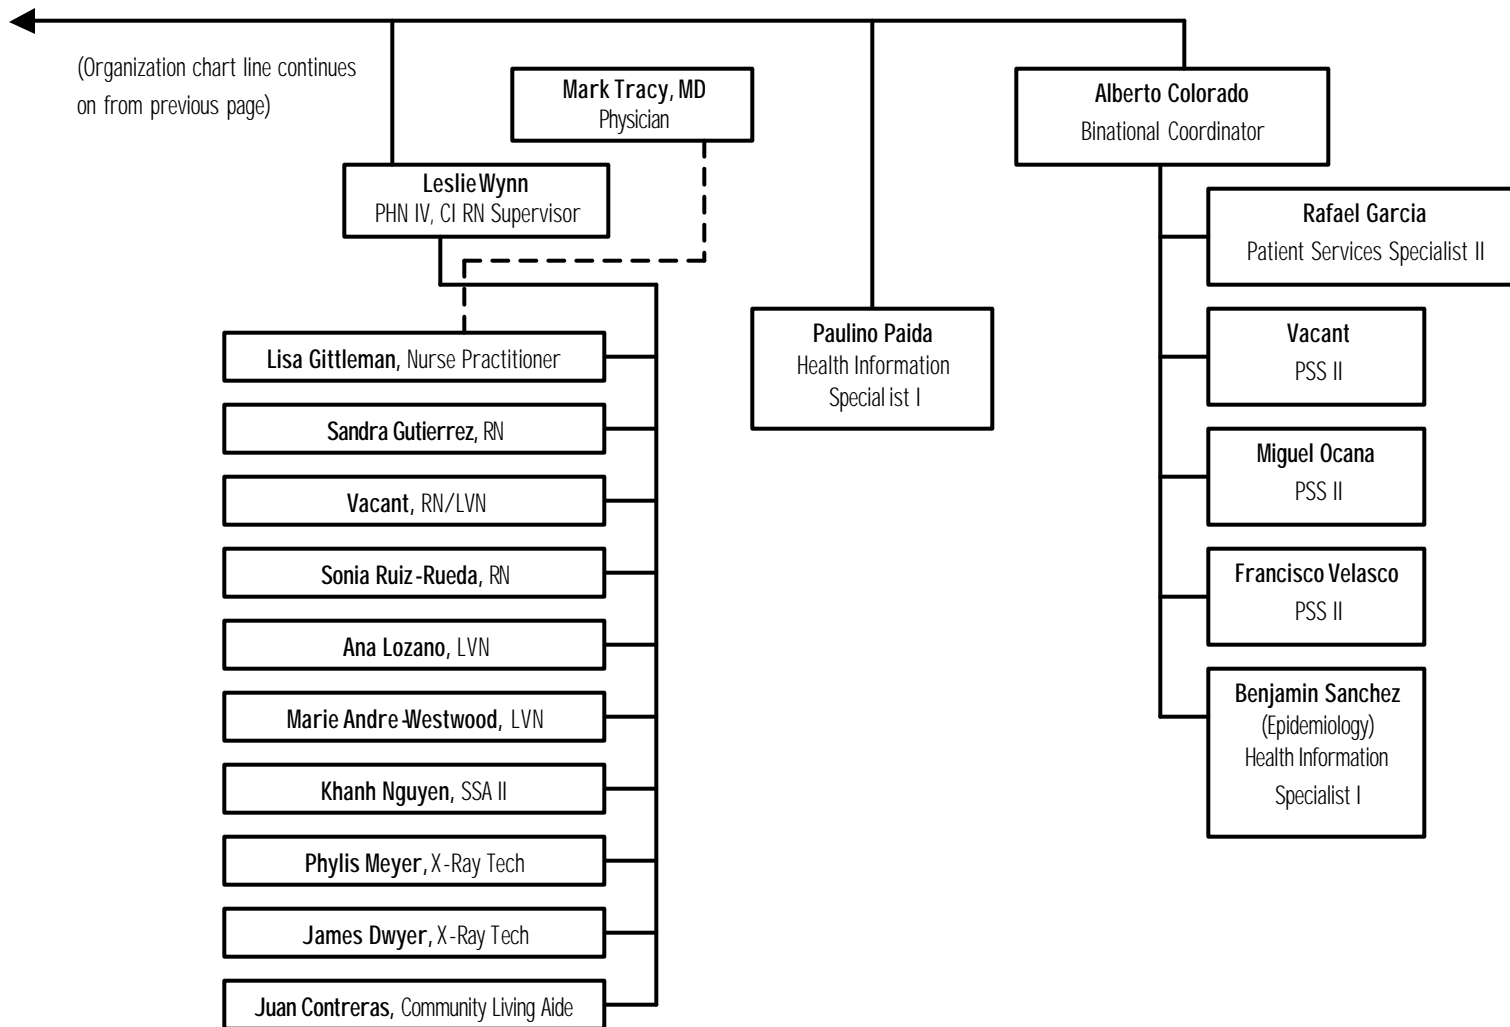 (Organization chart line continues
on from previous page)
Mark Tracy, MD
Physician
Alberto Colorado
Binational Coordinator
Leslie Wynn
PHN IV, CI RN Supervisor
Rafael Garcia
Patient Services Specialist II
Paulino Paida
Health Information
Specialist I
Vacant
PSS II
Miguel Ocana
PSS II
Francisco Velasco
PSS II
Benjamin Sanchez
(Epidemiology)
Health Information
Specialist I
Lisa Gittleman, Nurse Practitioner
Sandra Gutierrez, RN
Vacant, RN/LVN
Sonia Ruiz-Rueda, RN
Ana Lozano, LVN
Marie Andre-Westwood, LVN
Khanh Nguyen, SSA II
Phylis Meyer, X-Ray Tech
James Dwyer, X-Ray Tech
Juan Contreras, Community Living Aide